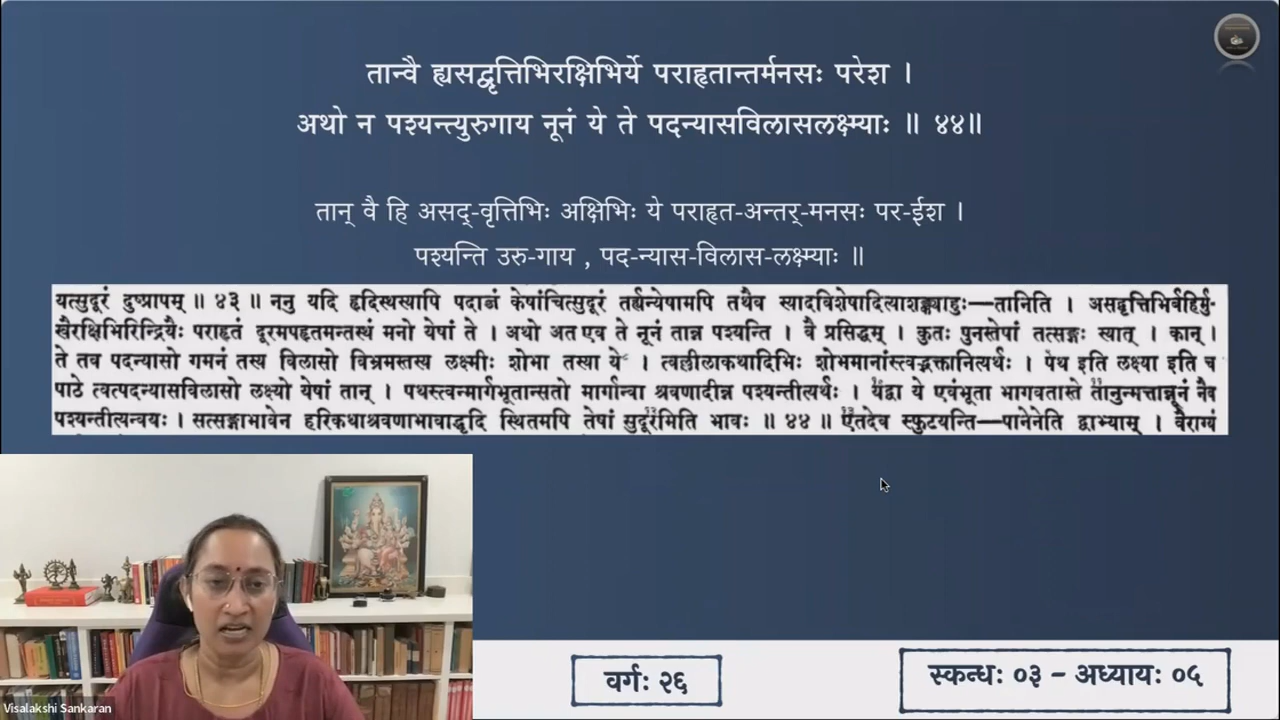 तान्वै ह्यसद्वृत्तिभिरक्षिभिर्ये पराहृतान्तर्मनसः परेश ।
अथो न पश्यन्त्युरुगाय नूनं ये ते पदन्यासविलासलक्ष्म्याः ॥ ४४॥
तान् वै हि असद्-वृत्तिभिः अक्षिभिः ये पराहृत-अन्तर्-मनसः पर-ईश ।
पश्यन्ति उरु-गाय , पद-न्यास-विलास-लक्ष्म्याः ॥
यत्सुदूरं दुष्प्रापम् ॥ ४३ ॥ ननु यदि हृदिस्थस्यापि पदाब्जं केषांचित्सुदूरं तर्ह्यन्येषामपि तथैव स्यादविशेषादित्याशङ्क्याहुः—तानिति । असद्वृत्तिभिर्बहिर्मु-
खैरक्षिभिरिन्द्रियैः पराहृतं दूरमपहृतमन्तस्थं मनो येषां ते । अथो अत एव ते नूनं तान्न पश्यन्ति । वै प्रसिद्धम् । कुतः पुनस्तेषां तत्सङ्गः स्यात् । कान् ।
ते तव पदन्यासो गमनं तस्य विलासो विभ्रमस्तस्य लक्ष्मीः शोभा तस्या ये । त्वल्लीलाकथादिभिः शोभमानांस्त्वद्भक्तानित्यर्थः । पथ इति लक्ष्या इति च
पाठे त्वत्पदन्यासविलासो लक्ष्यो येषां तान् । पथस्त्वन्मार्गभूतान्सतो मार्गान्वा श्रवणादीन्न पश्यन्तीत्यर्थः । यद्वा ये एवंभूता भागवतास्ते तानुन्मत्तान्नूनं नैव
पश्यन्तीत्यन्वयः । सत्सङ्गाभावेन हरिकथाश्रवणाभावाद्धृदि स्थितमपि तेषां सुदूरमिति भावः ॥ ४४ ॥ एतदेव स्फुटयन्ति—पानेनेति द्वाभ्याम् । वैराग्यं
Visalakshi Sankaran
वर्गः २६
स्कन्धः ०३ – अध्यायः ०५